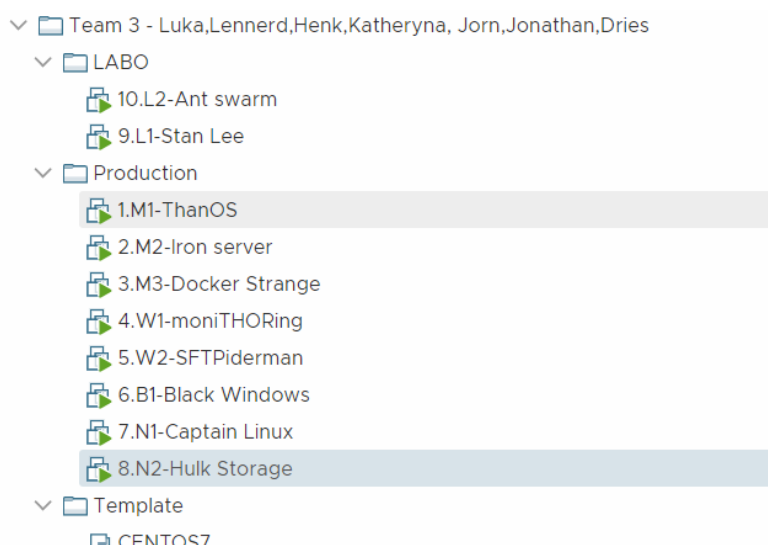 Team 3 - Luka,Lennerd,Henk,Katheryna, Jorn,Jonathan,Dries
LABO
10.L2-Ant swarm
9.L1-Stan Lee
Production
1.M1-ThanOS
2.M2-Iron server
3.M3-Docker Strange
4.W1-moniTHORing
5.W2-SFTPiderman
6.B1-Black Windows
7.N1-Captain Linux
8.N2-Hulk Storage
Template
CENTOS7